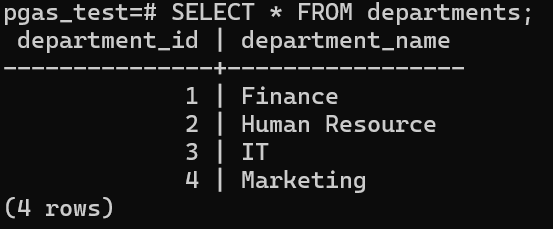 pgas_test=# SELECT * FROM departments;
 department_id | department_name
---------------+-----------------
             1 | Finance
             2 | Human Resource
             3 | IT
             4 | Marketing
(4 rows)